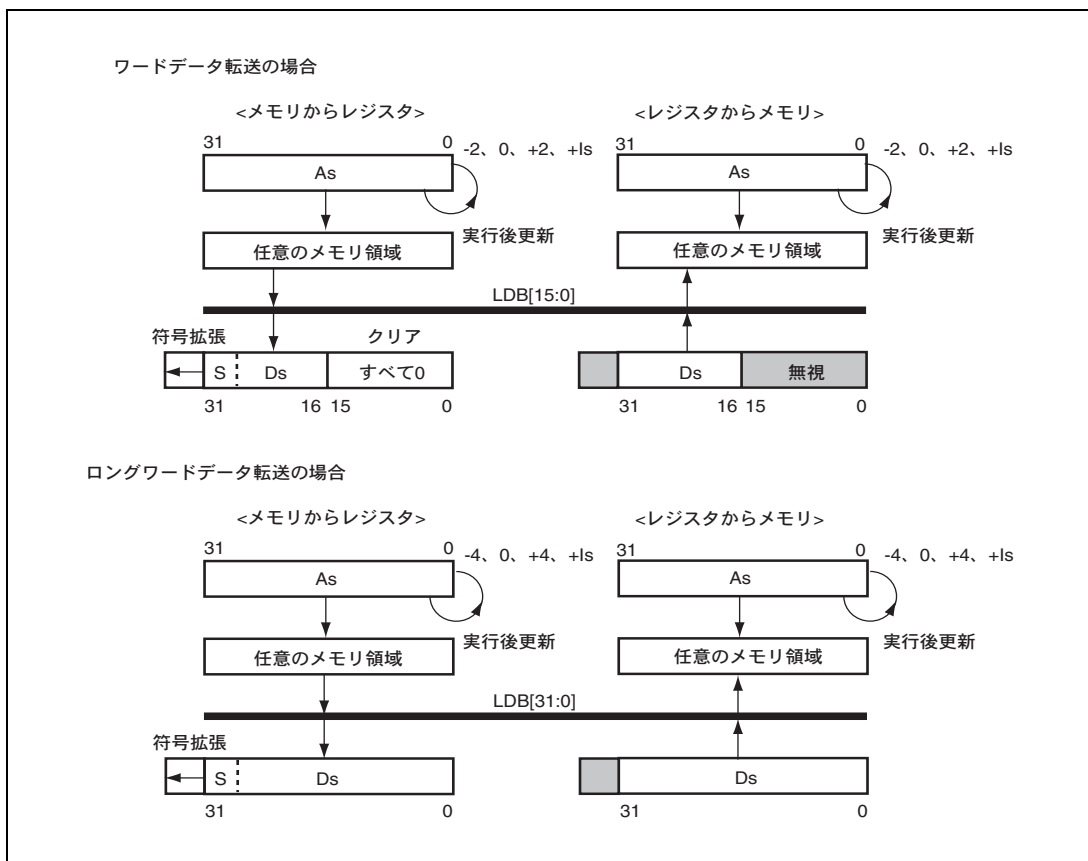 ワードデータ転送の場合
<メモリからレジスタ> <レジスタからメモリ>
31 0 -2、0、+2、+Is 31 0 -2、0、+2、+Is
As As
実行後更新 実行後更新
任意のメモリ領域 任意のメモリ領域
LDB[15:0]
符号拡張 クリア
S Ds すべて0 Ds 無視
31 16 15 0 31 16 15 0
ロングワードデータ転送の場合
<メモリからレジスタ> <レジスタからメモリ>
31 0 -4、0、+4、+Is 31 0 -4、0、+4、+Is
As As
実行後更新 実行後更新
任意のメモリ領域 任意のメモリ領域
LDB[31:0]
符号拡張
S Ds Ds
31 0 31 0